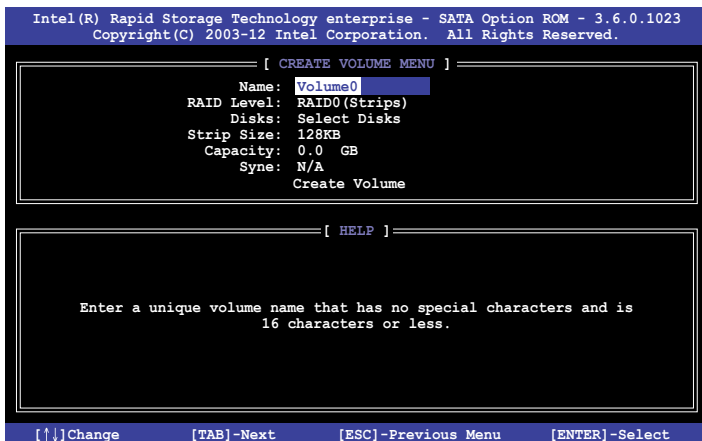 Intel(R) Rapid Storage Technology enterprise - SATA Option ROM - 3.6.0.1023
Copyright(C) 2003-12 Intel Corporation. All Rights Reserved.
[ CREATE VOLUME MENU ]
Name: Volume0
RAID Level: RAID0(Strips)
Disks: Select Disks
Strip Size: 128KB
Capacity: 0.0 GB
Syne: N/A
Create Volume
[ HELP ]
Enter a unique volume name that has no special characters and is
16 characters or less.
[↑↓]Change [TAB]-Next [ESC]-Previous Menu [ENTER]-Select